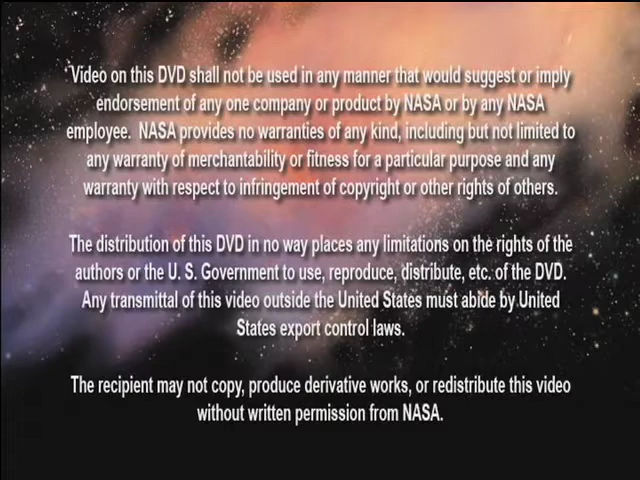 Video on this DVD shall not be used in any manner that would suggest or imply
endorsement of any one company or product by NASA or by any NASA
employee. NASA provides no warranties of any kind, including but not limited to
any warranty of merchantability or fitness for a particular purpose and any
warranty with respect to infringement of copyright or other rights of others.
The distribution of this DVD in no way places any limitations on the rights of the
authors or the U. S. Government to use, reproduce, distribute, etc. of the DVD.
Any transmittal of this video outside the United States must abide by United
States export control laws.
The recipient may not copy, produce derivative works, or redistribute this video
without written permission from NASA.